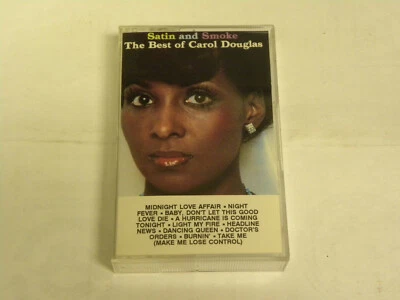 Satin and Smoke
The Best of Carol Douglas
MIDNIGHT LOVE AFFAIR • NIGHT
FEVER • BABY, DON'T LET THIS GOOD
LOVE DIE • A HURRICANE IS COMING
TONIGHT • LIGHT MY FIRE • HEADLINE
NEWS • DANCING QUEEN • DOCTOR'S
ORDERS • BURNIN' • TAKE ME
(MAKE ME LOSE CONTROL)